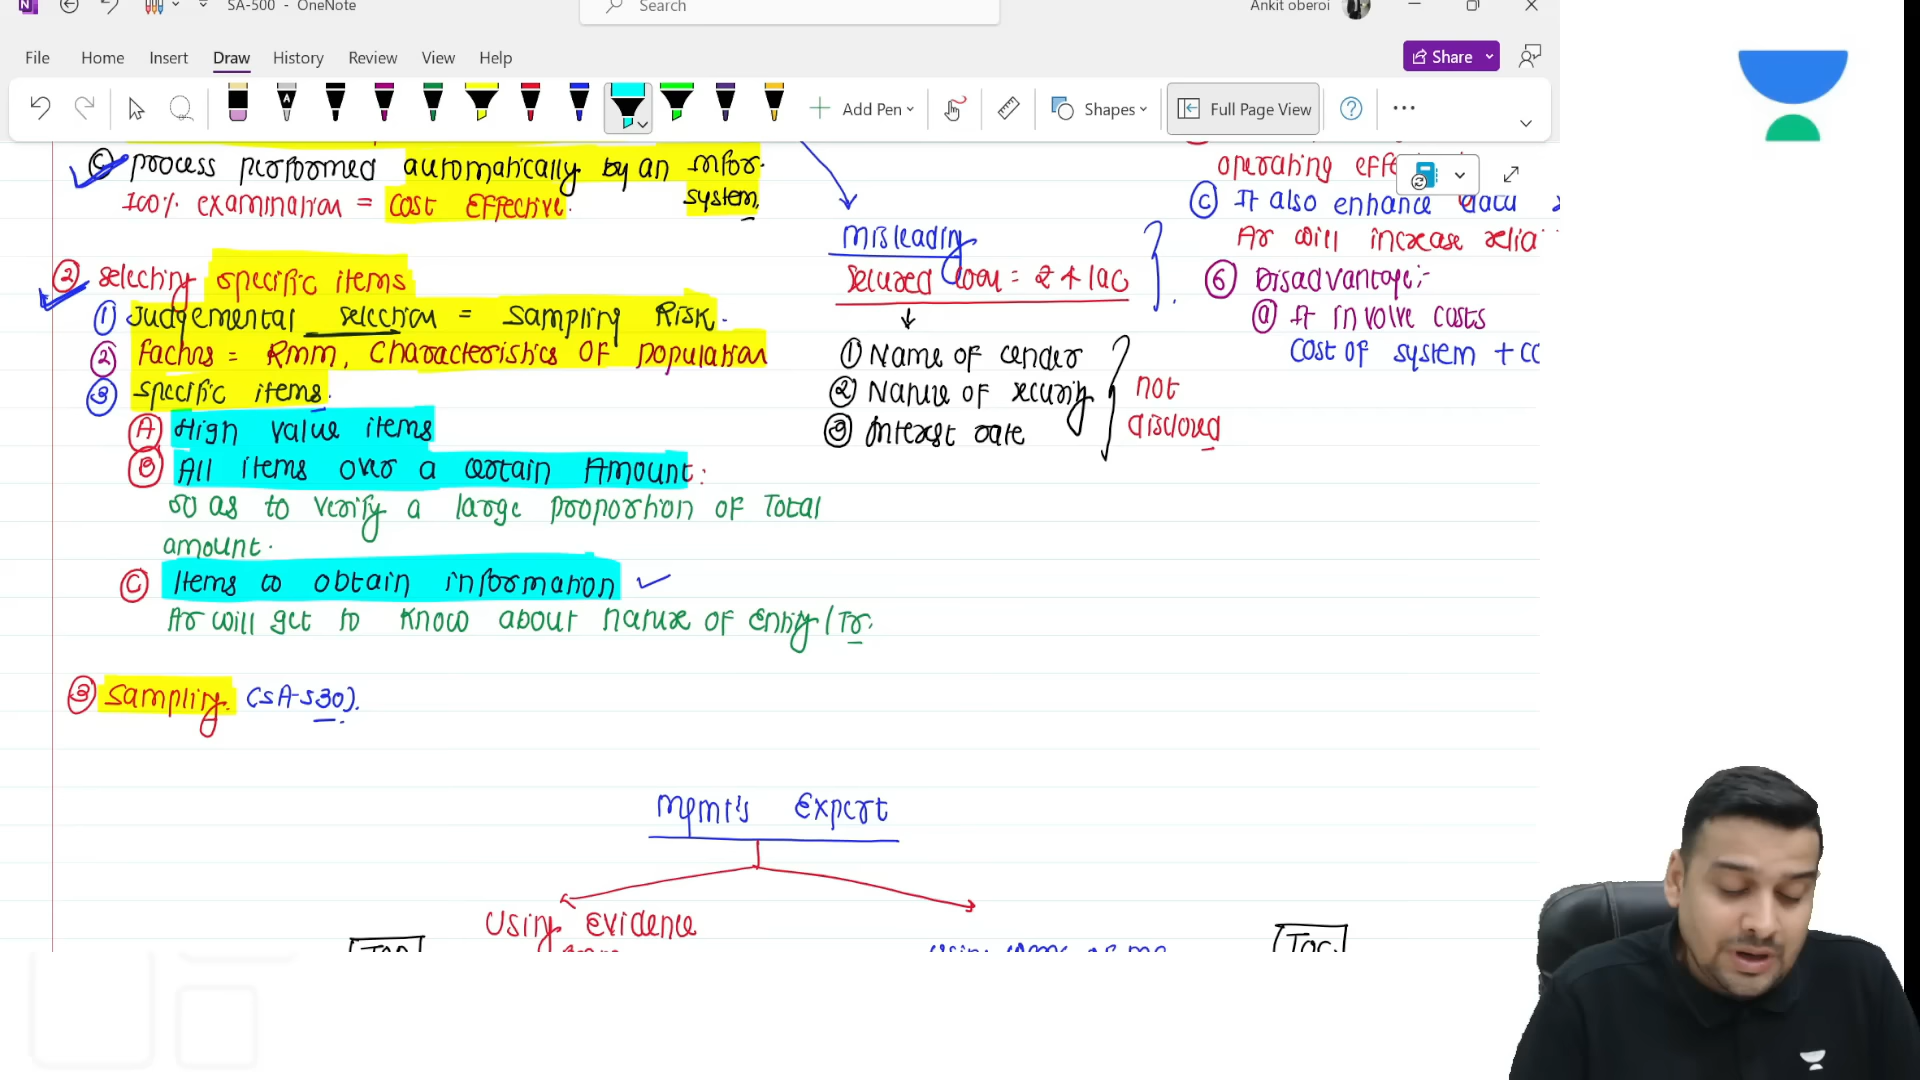 SA-500 - OneNote
Search
Ankit oberoi
File Home Insert Draw History Review View Help
Share
Add Pen
Shapes
Full Page View
© process performed automatically by an infor.
system.
100% examination = Cost Effective.
② selecting specific items
① Judgemental selection = Sampling Risk.
② factors = Rmm, Characteristics Of population
③ specific items.
Ⓐ High value items
Ⓑ All items over a certain Amount:
so as to verify a large proportion of Total
amount.
Ⓒ Items to obtain information
Ar will get to know about nature of entity/Tr.
③ Sampling. (SA-530).
misleading
Secured loan = 24 lac
① Name of lender
② Nature of security
③ interest rate
not
disclosed
operating
ⓒ It also enhance data
Ar will increase
⑥ Disadvantage:-
ⓐ It involve costs
Cost of system +
Mgmt's Expert
Using evidence